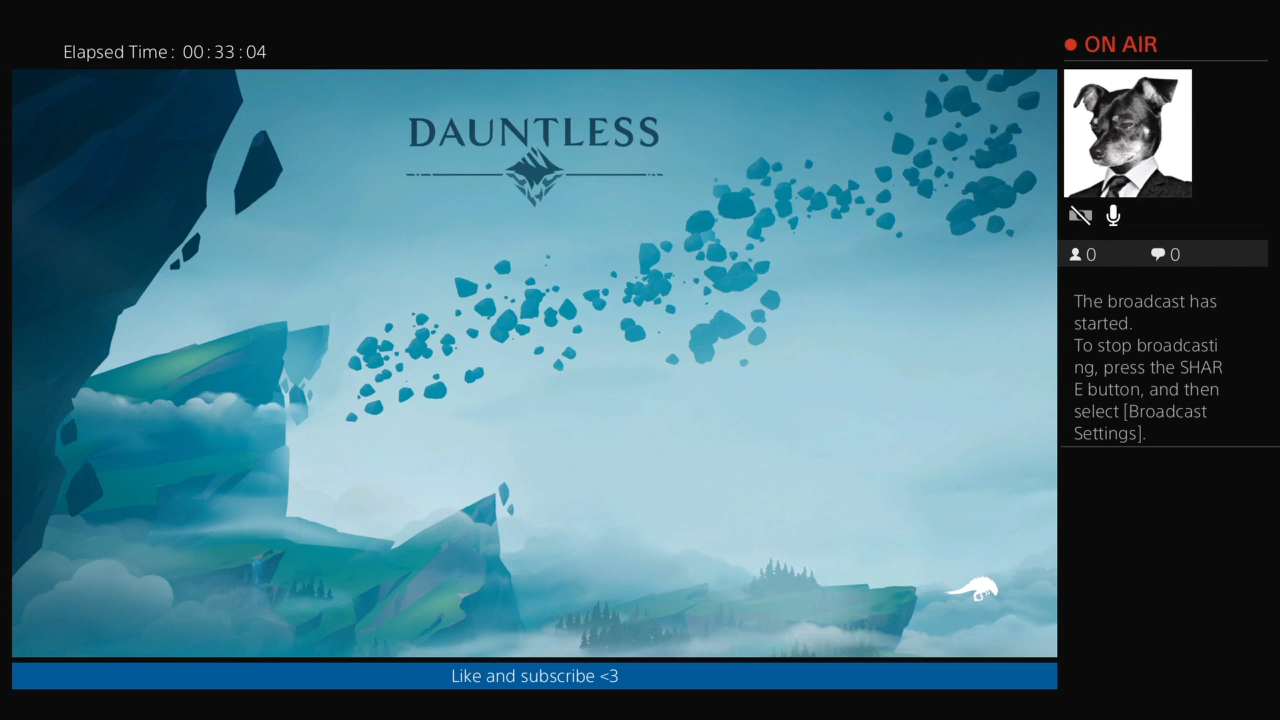 Elapsed Time: 00:33:04
ON AIR
DAUNTLESS
0 0
The broadcast has
started.
To stop broadcasti
ng, press the SHAR
E button, and then
select [Broadcast
Settings].
Like and subscribe <3